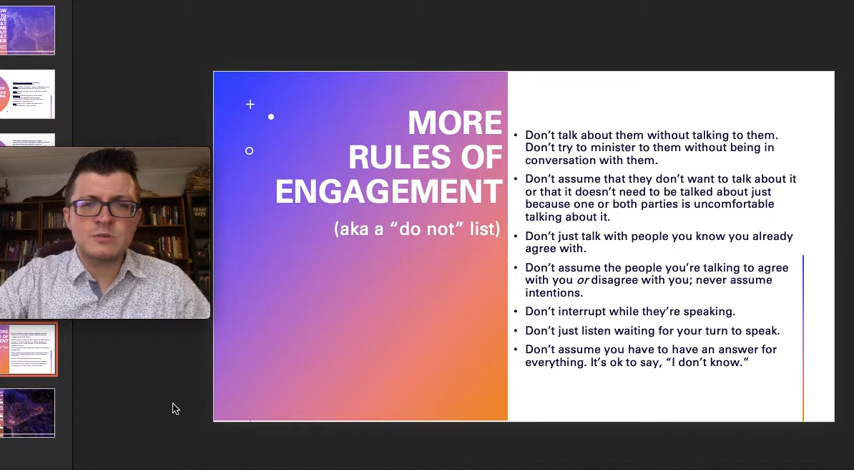 MORE
RULES OF
ENGAGEMENT
(aka a “do not” list)
• Don’t talk about them without talking to them.
Don’t try to minister to them without being in
conversation with them.
• Don’t assume that they don’t want to talk about it
or that it doesn’t need to be talked about just
because one or both parties is uncomfortable
talking about it.
• Don’t just talk with people you know you already
agree with.
• Don’t assume the people you’re talking to agree
with you or disagree with you; never assume
intentions.
• Don’t interrupt while they’re speaking.
• Don’t just listen waiting for your turn to speak.
• Don’t assume you have to have an answer for
everything. It’s ok to say, “I don’t know.”